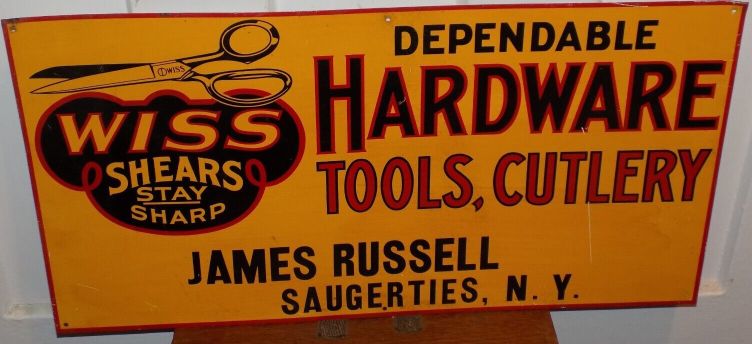 WISS
WISS
SHEARS
STAY
SHARP
DEPENDABLE
HARDWARE
TOOLS, CUTLERY
JAMES RUSSELL
SAUGERTIES, N. Y.